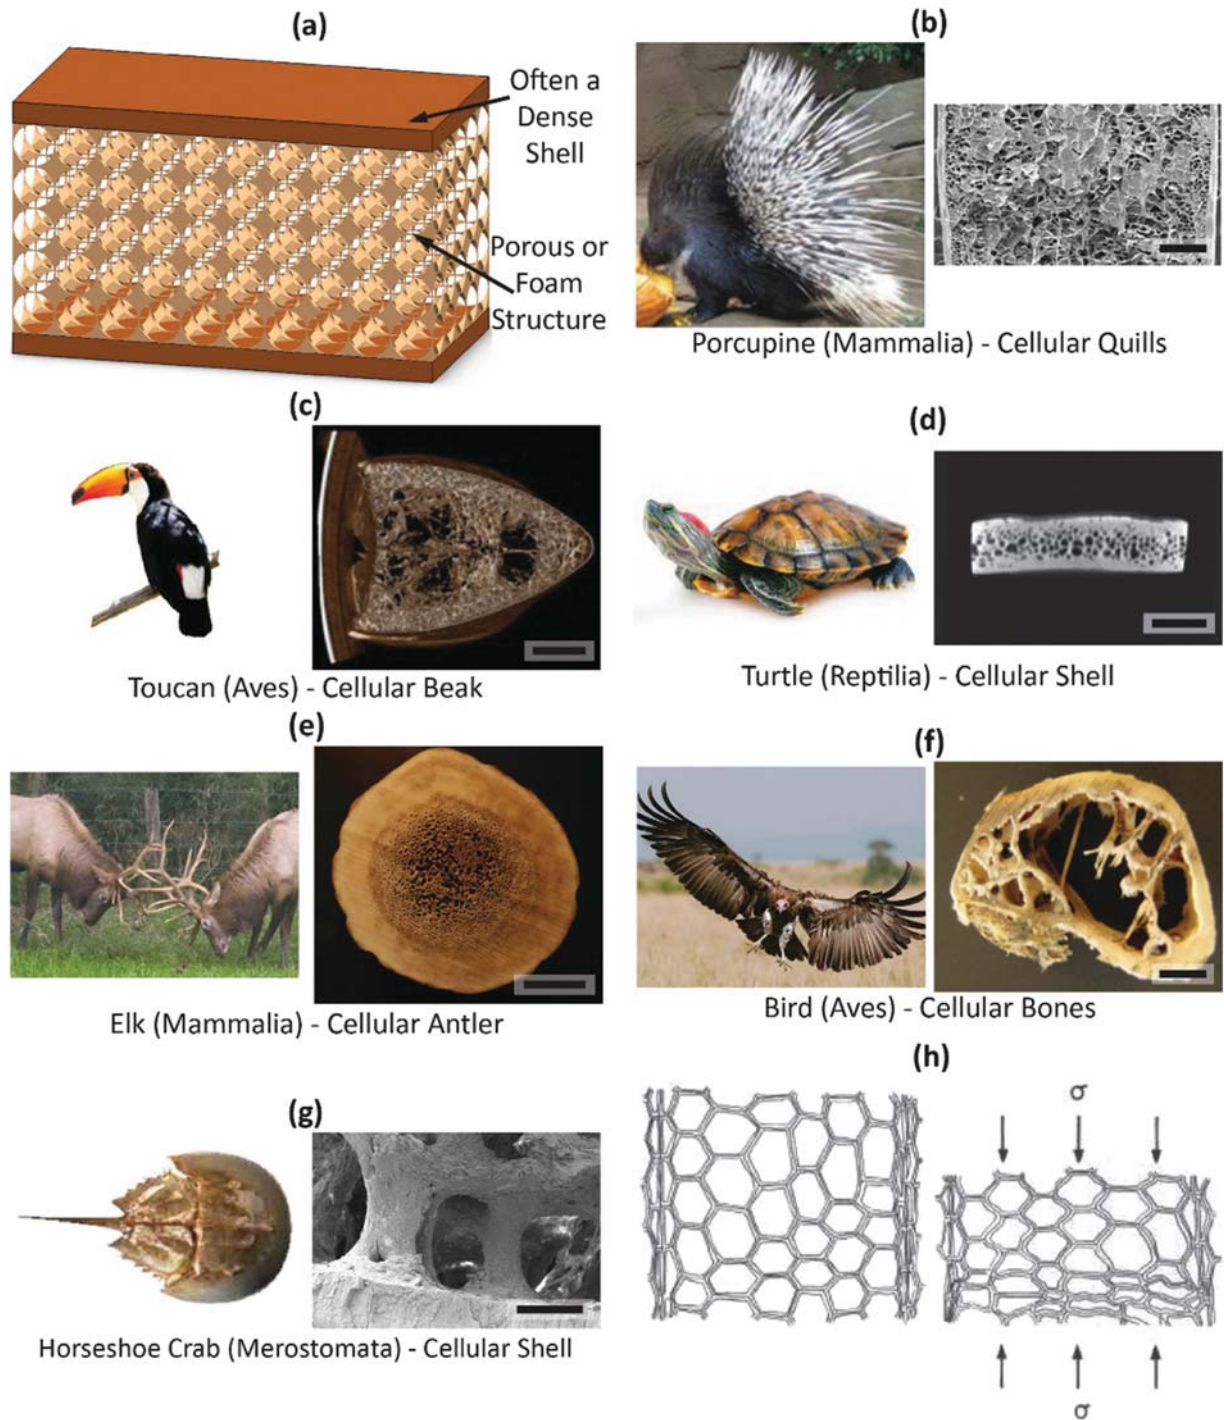 (a)
Often a
Dense
Shell
Porous or
Foam
Structure
(b)
Porcupine (Mammalia) - Cellular Quills
(c)
Toucan (Aves) - Cellular Beak
(d)
Turtle (Reptilia) - Cellular Shell
(e)
Elk (Mammalia) - Cellular Antler
(f)
Bird (Aves) - Cellular Bones
(g)
Horseshoe Crab (Merostomata) - Cellular Shell
(h)
σ
σ